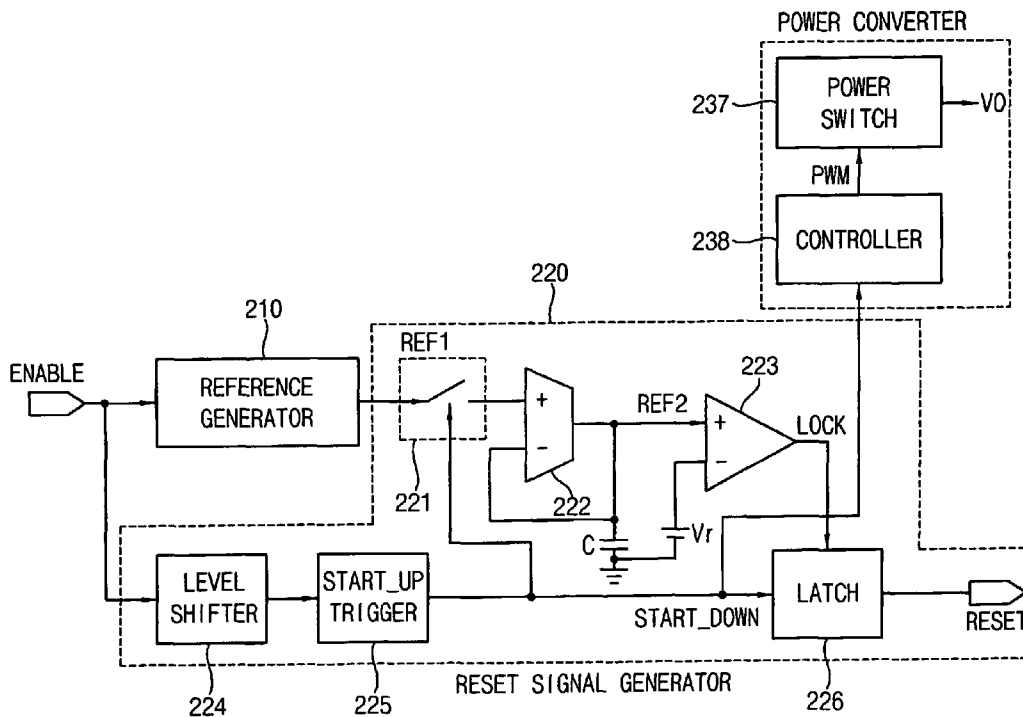 POWER CONVERTER
POWER
SWITCH
237
VO
PWM
CONTROLLER
238
220
210
REF1
ENABLE
REFERENCE
GENERATOR
+
−
221
222
REF2
223
+
−
LOCK
C
Vr
LEVEL
SHIFTER
START_UP
TRIGGER
START_DOWN
LATCH
RESET
224
225
RESET SIGNAL GENERATOR
226